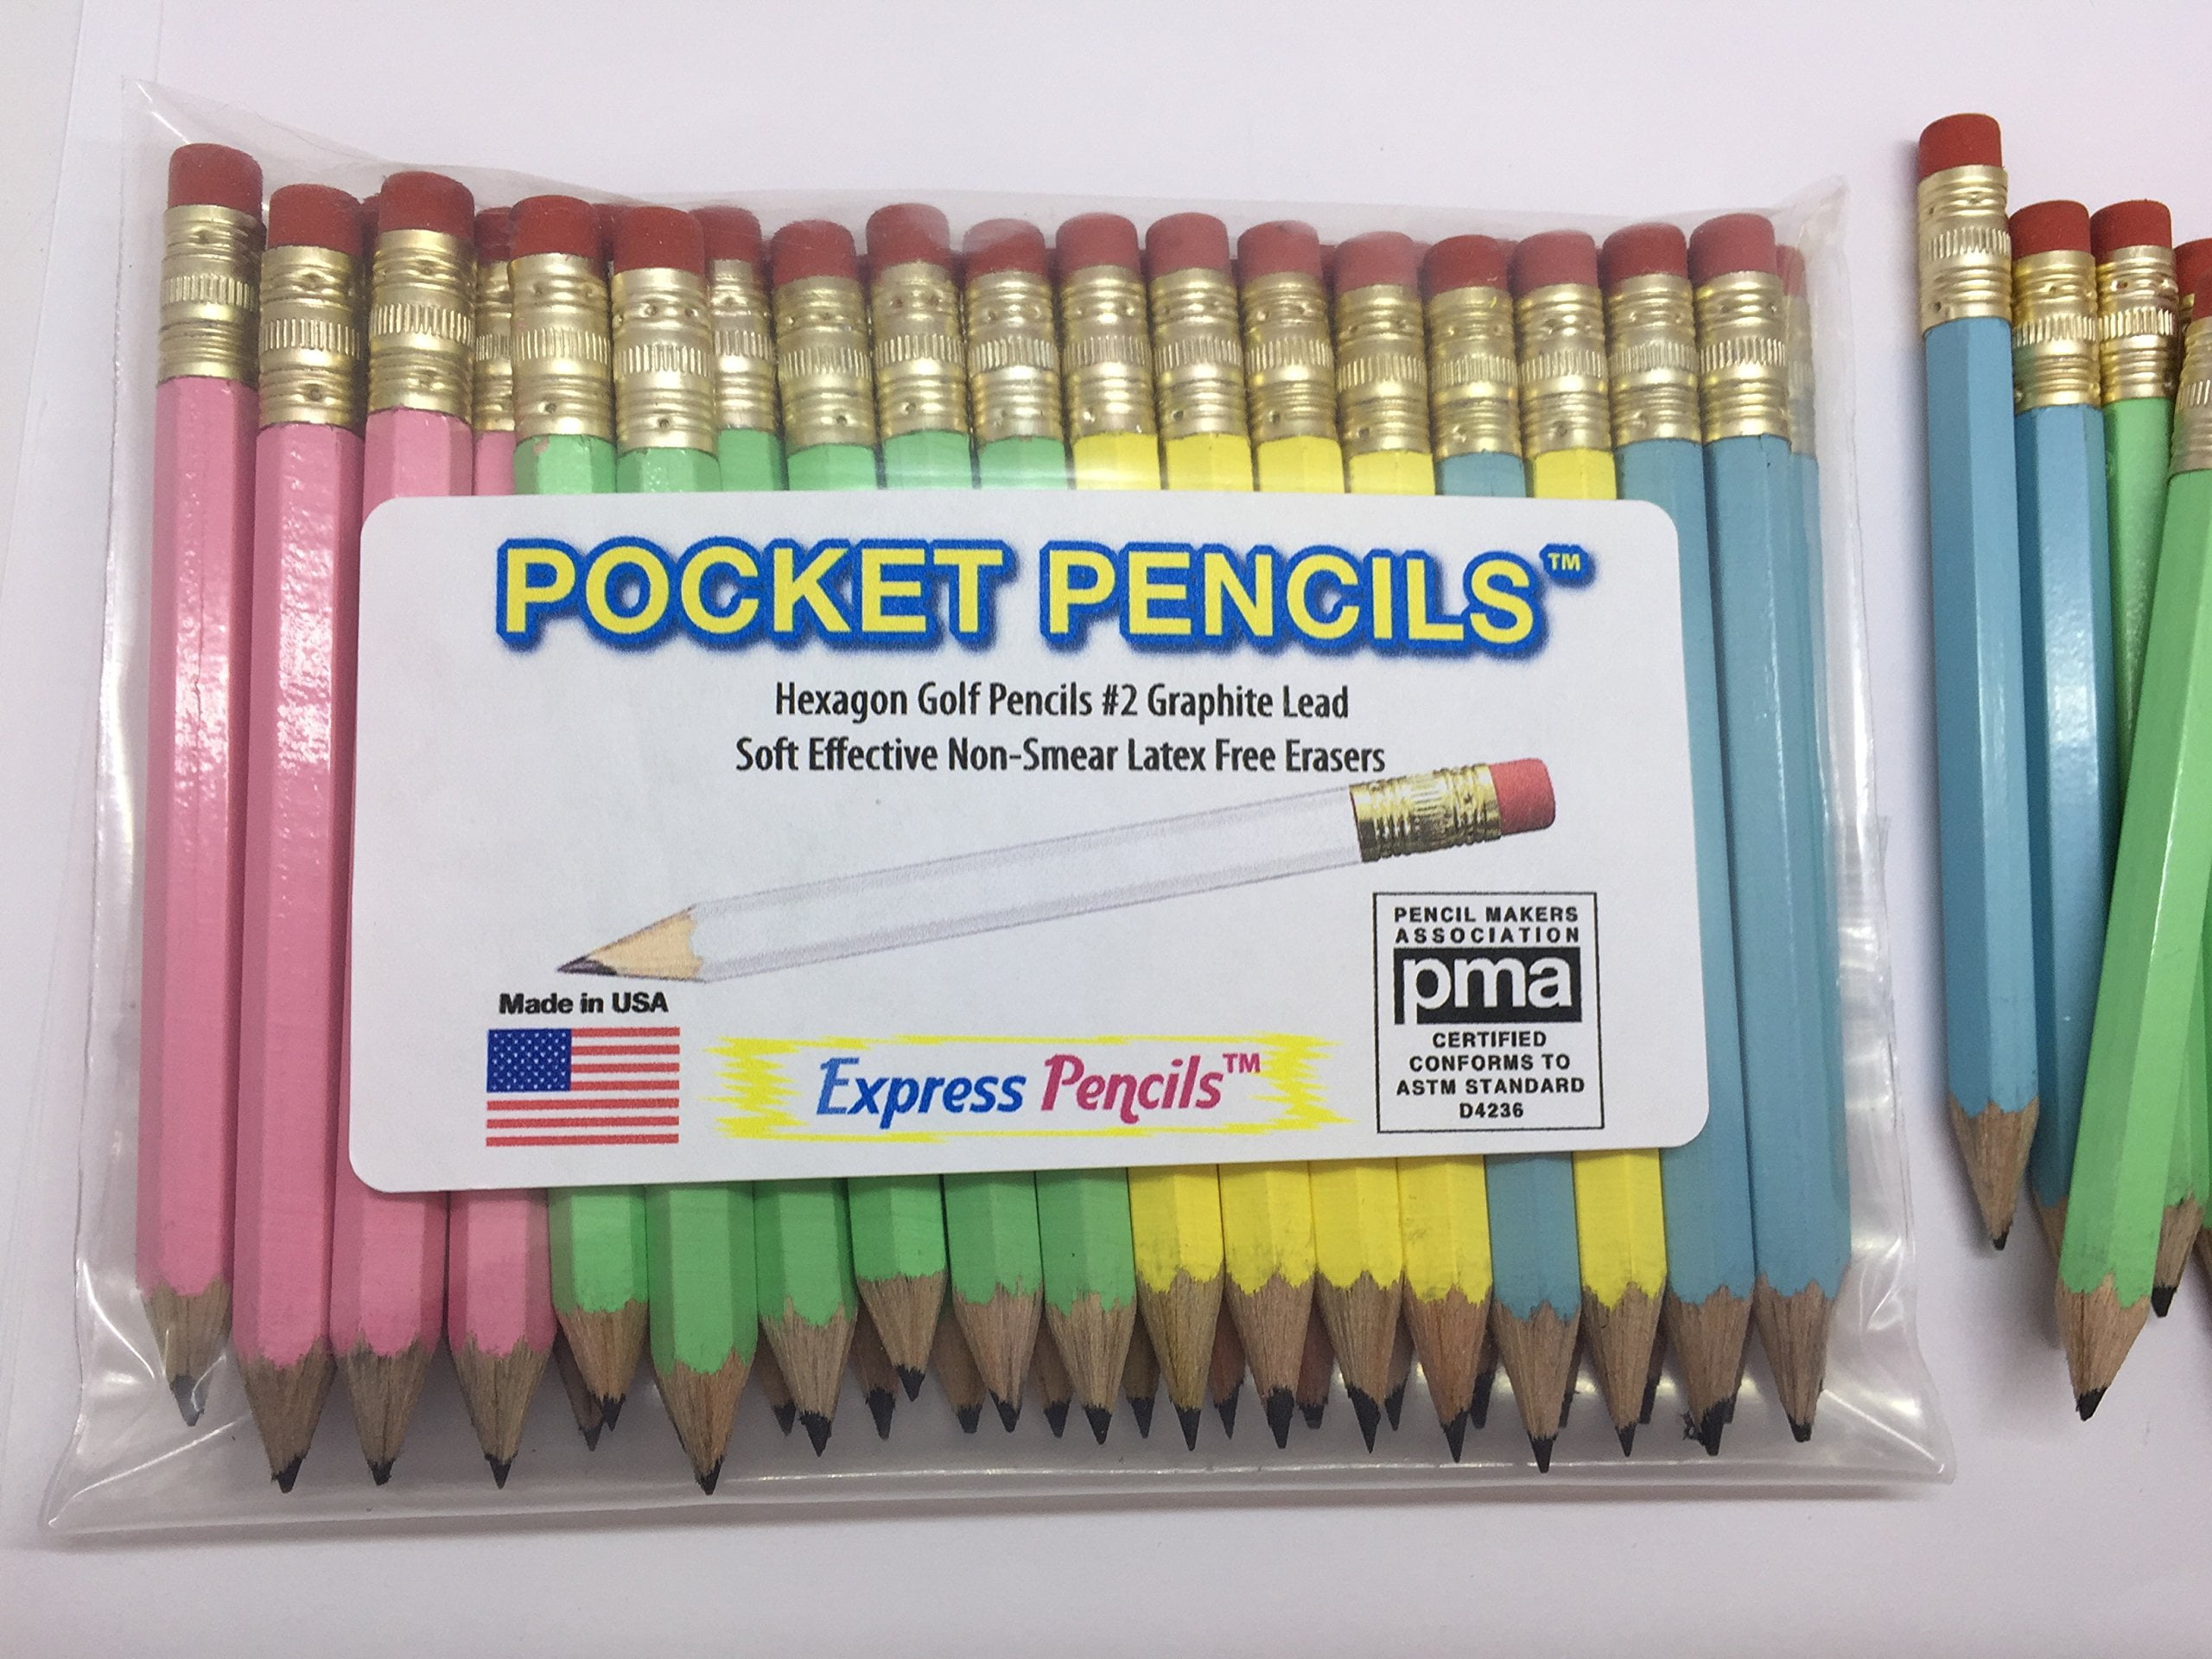 POCKET PENCILS™
Hexagon Golf Pencils #2 Graphite Lead
Soft Effective Non-Smear Latex Free Erasers
Made in USA
Express Pencils™
PENCIL MAKERS
ASSOCIATION
pma
CERTIFIED
CONFORMS TO
ASTM STANDARD
D4236